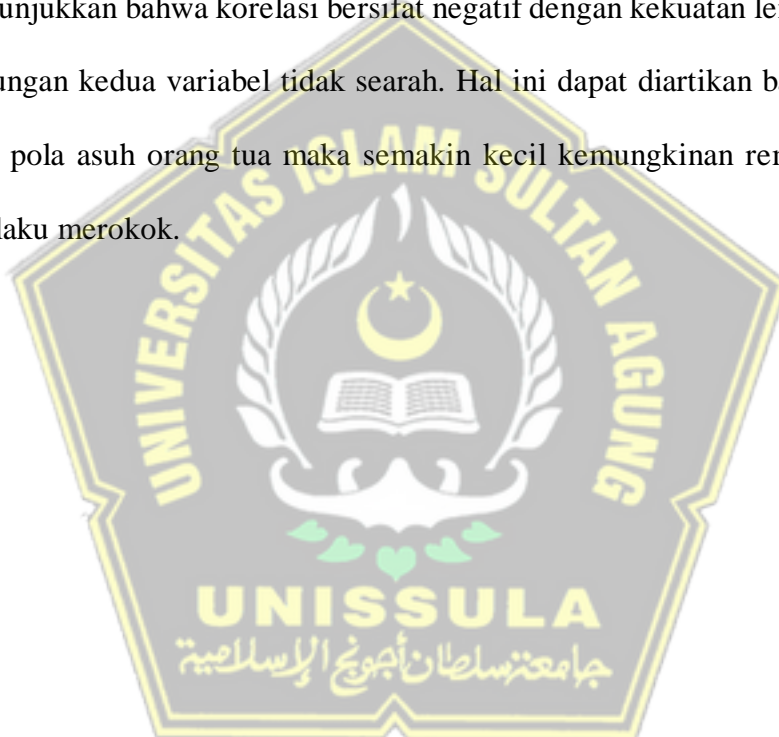 unjukkan bahwa korelasi bersifat negatif dengan kekuatan le
ungan kedua variabel tidak searah. Hal ini dapat diartikan b
pola asuh orang tua maka semakin kecil kemungkinan re
laku merokok.
UNIVERSITAS ISLAM SULTAN AGUNG
UNISSULA
جامعة سلطان أجونج الإسلامية